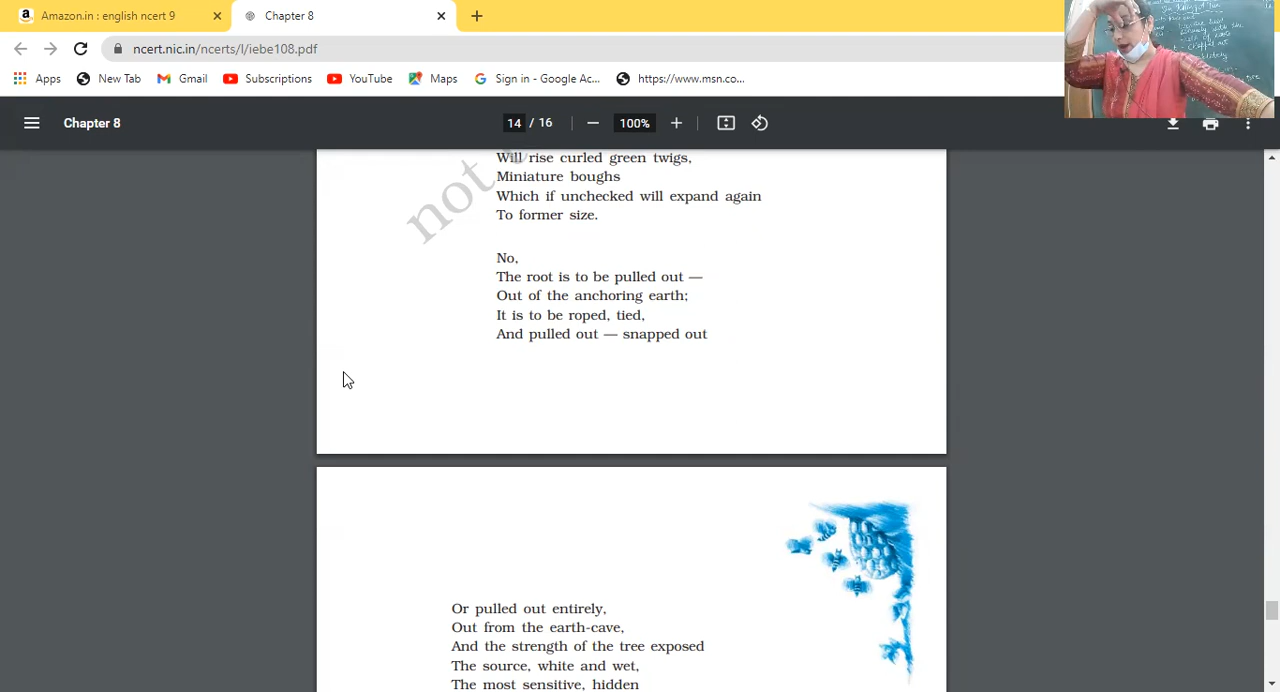 Amazon.in : english ncert 9
Chapter 8
ncert.nic.in/ncerts/l/iebe108.pdf
Apps
New Tab
Gmail
Subscriptions
YouTube
Maps
Sign in - Google Ac...
https://www.msn.co...
Chapter 8
14 / 16
100%
Will rise curled green twigs,
Miniature boughs
Which if unchecked will expand again
To former size.
not
No,
The root is to be pulled out —
Out of the anchoring earth;
It is to be roped, tied,
And pulled out — snapped out
Or pulled out entirely,
Out from the earth-cave,
And the strength of the tree exposed
The source, white and wet,
The most sensitive, hidden